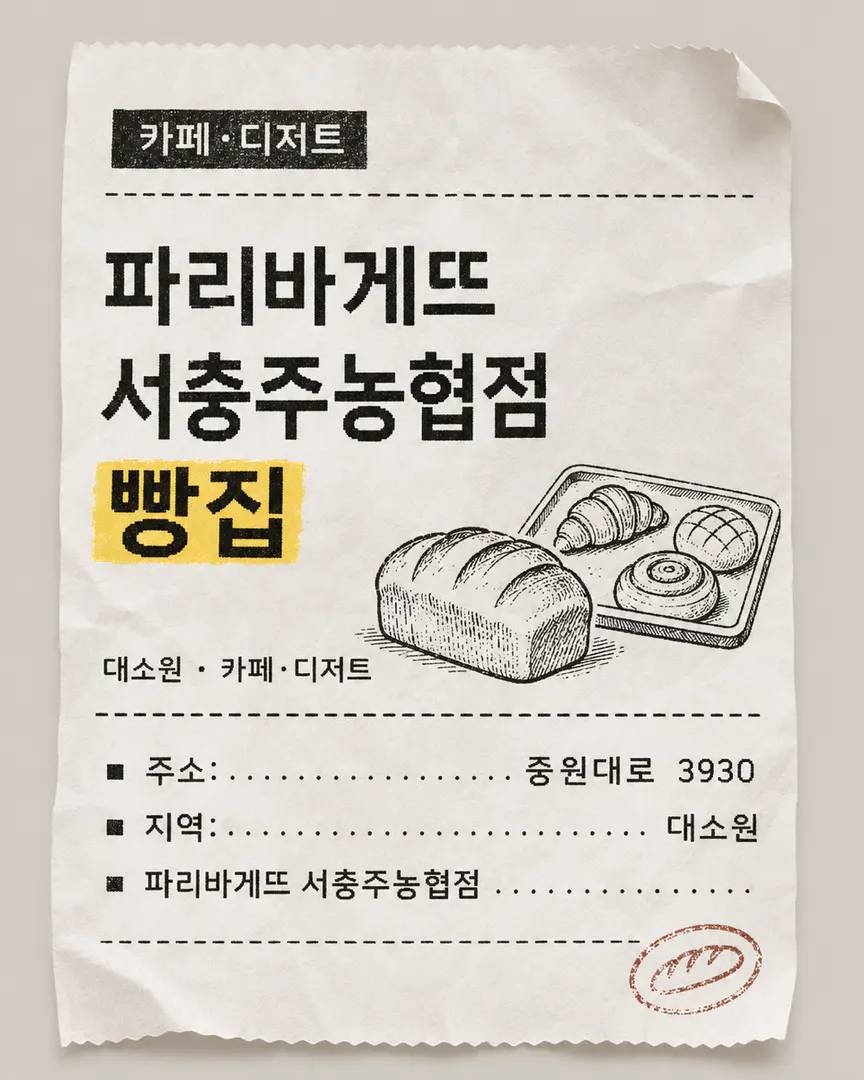 카페·디저트
파리바게뜨
서충주농협점
빵집
대소원 · 카페·디저트
■ 주소:.................. 중원대로 3930
■ 지역:.......................... 대소원
■ 파리바게뜨 서충주농협점 ................